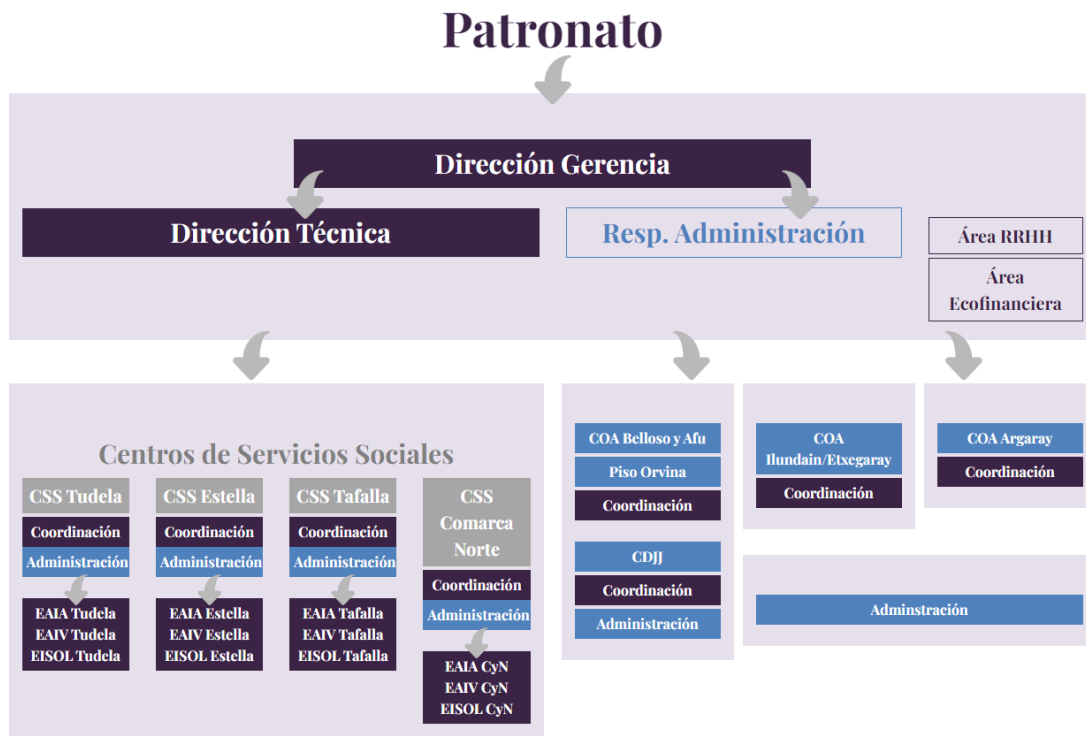 Patronato
Dirección Gerencia
Dirección Técnica
Resp. Administración
Área RRHH
Área
Ecofinanciera
Centros de Servicios Sociales
CSS Tudela
Coordinación
Administración
EAIA Tudela
EAIV Tudela
EISOL Tudela
CSS Estella
Coordinación
Administración
EAIA Estella
EAIV Estella
EISOL Estella
CSS Tafalla
Coordinación
Administración
EAIA Tafalla
EAIV Tafalla
EISOL Tafalla
CSS
Comarca
Norte
Coordinación
Administración
EAIA CyN
EAIV CyN
EISOL CyN
COA Belloso y Afu
Piso Orvina
Coordinación
CDJJ
Coordinación
Administración
COA
Ilundain/Etxegaray
Coordinación
COA Argaray
Coordinación
Adminstración